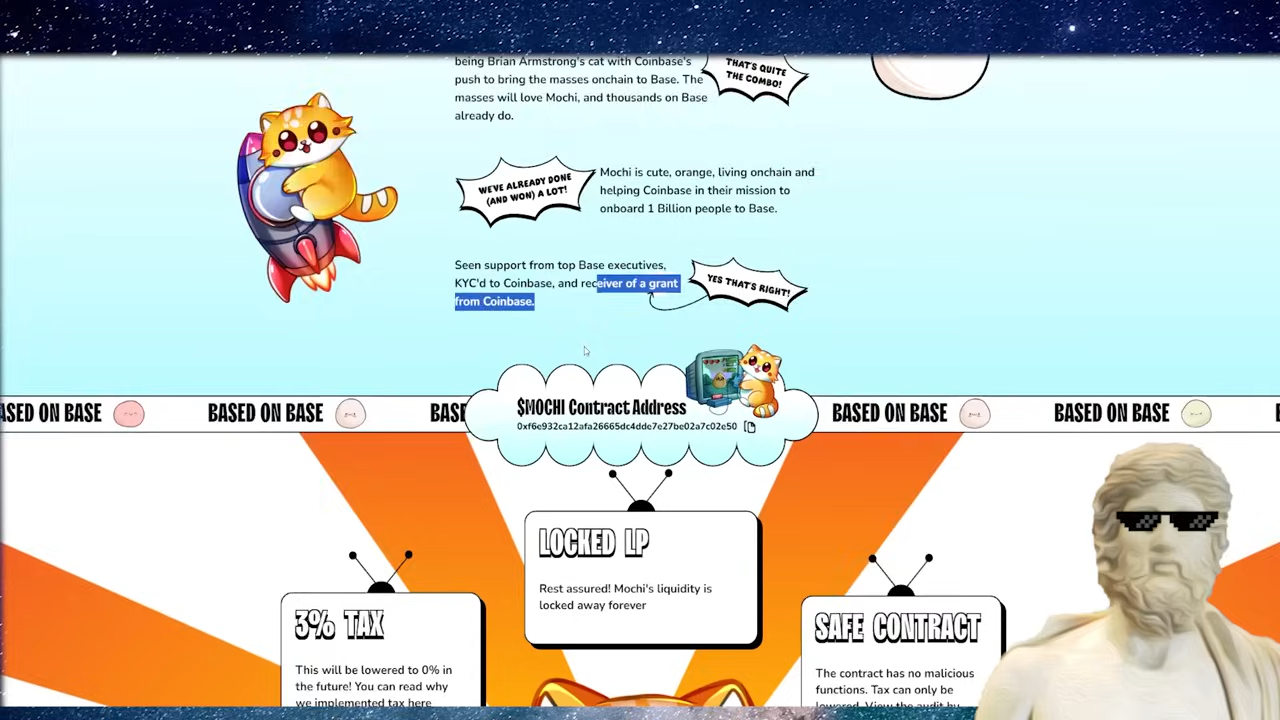 being Brian Armstrong's cat with Coinbase's
push to bring the masses onchain to Base. The
masses will love Mochi, and thousands on Base
already do.
THAT'S QUITE
THE COMBO!
WE'VE ALREADY DONE
(AND WON) A LOT!
Mochi is cute, orange, living onchain and
helping Coinbase in their mission to
onboard 1 Billion people to Base.
Seen support from top Base executives,
KYC'd to Coinbase, and receiver of a grant
from Coinbase.
YES THAT'S RIGHT!
$MOCHI Contract Address
0xf6e932ca12afa26665dc4dde7e27be02a7c02e50
ASED ON BASE
BASED ON BASE
BASED
BASED ON BASE
BASED ON BASE
LOCKED LP
Rest assured! Mochi's liquidity is
locked away forever
3% TAX
This will be lowered to 0% in
the future! You can read why
we implemented tax here
SAFE CONTRACT
The contract has no malicious
functions. Tax can only be
lowered. View the audit by